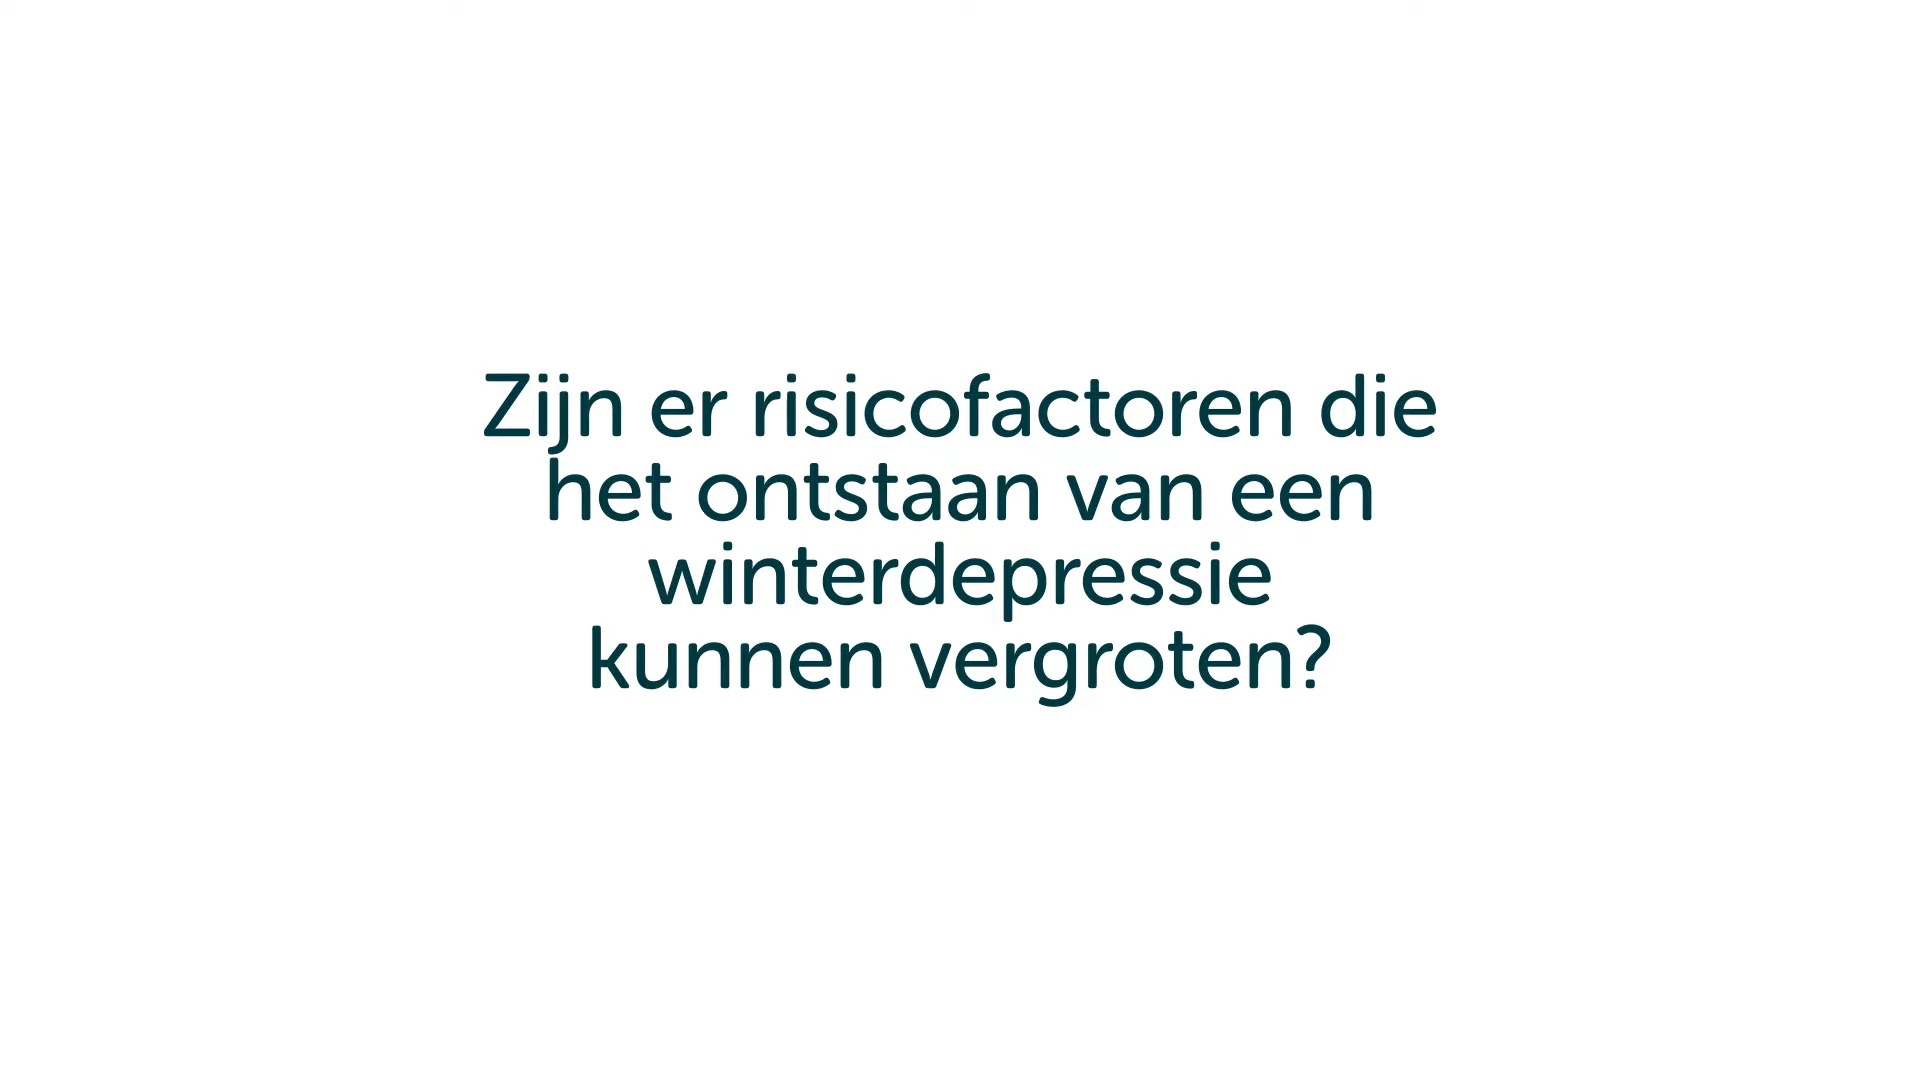 Zijn er risicofactoren die
het ontstaan van een
winterdepressie
kunnen vergroten?